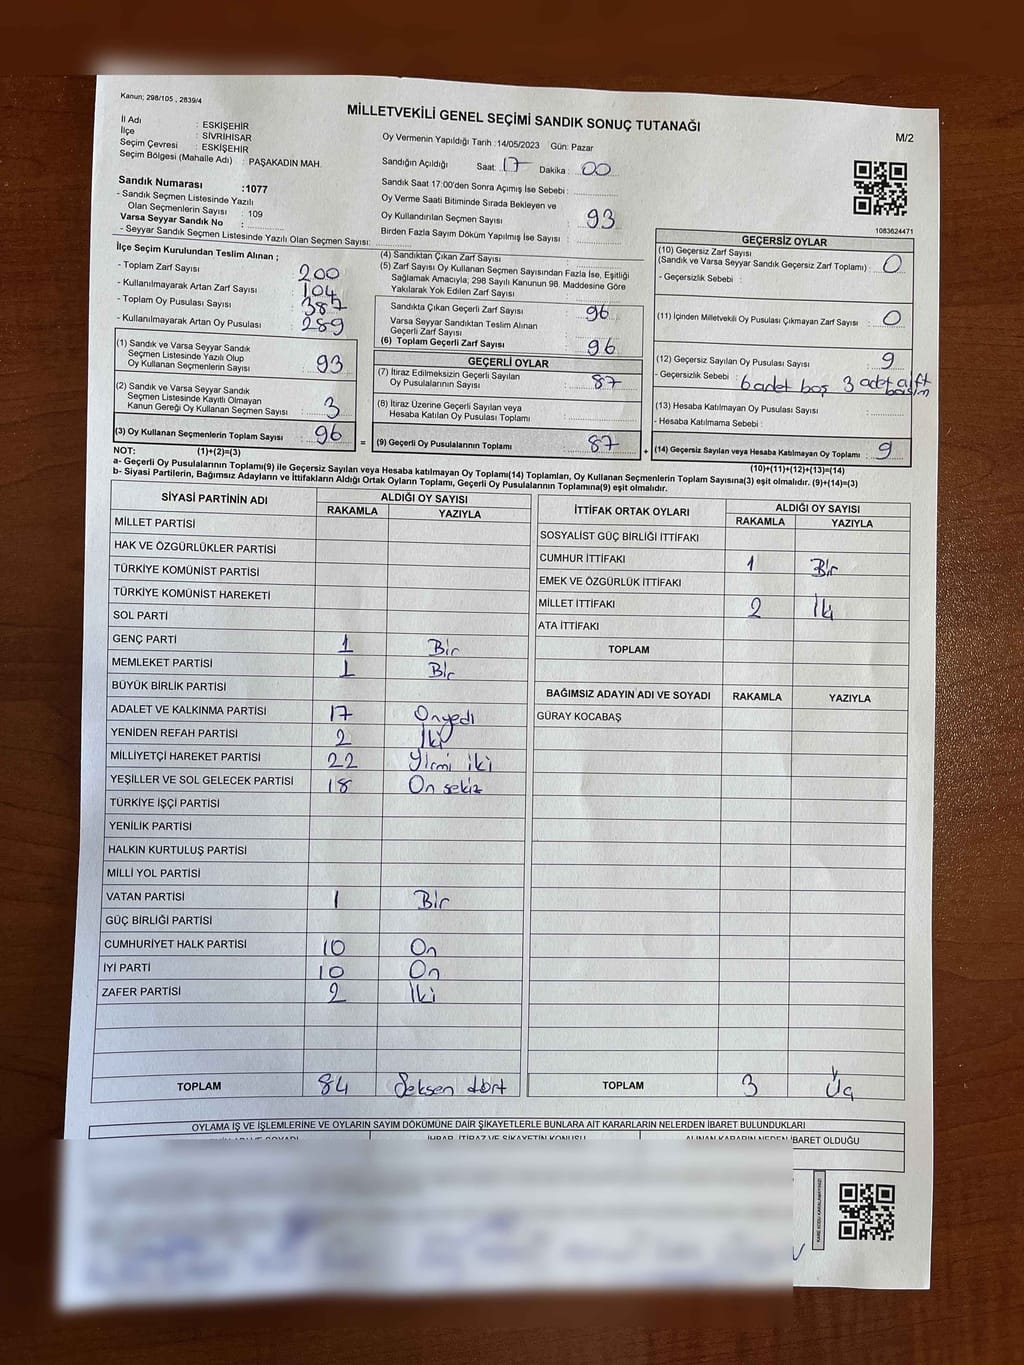 Kanun; 298/105 , 2839/4
MİLLETVEKİLİ GENEL SEÇİMİ SANDIK SONUÇ TUTANAĞI
M/2
İl Adı : ESKİŞEHİR
İlçe : SİVRİHİSAR
Seçim Çevresi : ESKİŞEHİR
Seçim Bölgesi (Mahalle Adı) : PAŞAKADIN MAH.
Oy Vermenin Yapıldığı Tarih :14/05/2023 Gün: Pazar
Sandığın Açıldığı Saat: 17 Dakika : 00
Sandık Saat 17:00'den Sonra Açımış İse Sebebi :
Oy Verme Saati Bitiminde Sırada Bekleyen ve
Oy Kullandırılan Seçmen Sayısı : 93
Birden Fazla Sayım Döküm Yapılmış İse Sayısı :
Sandık Numarası :1077
- Sandık Seçmen Listesinde Yazılı
Olan Seçmenlerin Sayısı : 109
Varsa Seyyar Sandık No :
- Seyyar Sandık Seçmen Listesinde Yazılı Olan Seçmen Sayısı:
1083624471
İlçe Seçim Kurulundan Teslim Alınan ;
- Toplam Zarf Sayısı : 200
- Kullanılmayarak Artan Zarf Sayısı : 104
- Toplam Oy Pusulası Sayısı : 387
- Kullanılmayarak Artan Oy Pusulası : 289
(1) Sandık ve Varsa Seyyar Sandık
Seçmen Listesinde Yazılı Olup
Oy Kullanan Seçmenlerin Sayısı : 93
(2) Sandık ve Varsa Seyyar Sandık
Seçmen Listesinde Kayıtlı Olmayan
Kanun Gereği Oy Kullanan Seçmen Sayısı : 3
(3) Oy Kullanan Seçmenlerin Toplam Sayısı : 96 =
(4) Sandıktan Çıkan Zarf Sayısı :
(5) Zarf Sayısı Oy Kullanan Seçmen Sayısından Fazla İse, Eşitliği
Sağlamak Amacıyla; 298 Sayılı Kanunun 98. Maddesine Göre
Yakılarak Yok Edilen Zarf Sayısı :
Sandıkta Çıkan Geçerli Zarf Sayısı : 96
Varsa Seyyar Sandıktan Teslim Alınan
Geçerli Zarf Sayısı :
(6) Toplam Geçerli Zarf Sayısı : 96
GEÇERLİ OYLAR
(7) İtiraz Edilmeksizin Geçerli Sayılan
Oy Pusulalarının Sayısı : 87
(8) İtiraz Üzerine Geçerli Sayılan veya
Hesaba Katılan Oy Pusulası Toplamı :
(9) Geçerli Oy Pusulalarının Toplamı : 87 +
GEÇERSİZ OYLAR
(10) Geçersiz Zarf Sayısı
(Sandık ve Varsa Seyyar Sandık Geçersiz Zarf Toplamı) : 0
- Geçersizlik Sebebi :
(11) İçinden Milletvekili Oy Pusulası Çıkmayan Zarf Sayısı : 0
(12) Geçersiz Sayılan Oy Pusulası Sayısı : 9
- Geçersizlik Sebebi : 6 adet boş 3 adet çift
basım
(13) Hesaba Katılmayan Oy Pusulası Sayısı :
- Hesaba Katılmama Sebebi :
(14) Geçersiz Sayılan veya Hesaba Katılmayan Oy Toplamı : 9
NOT: (1)+(2)=(3)
(10)+(11)+(12)+(13)=(14)
a- Geçerli Oy Pusulalarının Toplamı(9) ile Geçersiz Sayılan veya Hesaba katılmayan Oy Toplamı(14) Toplamları, Oy Kullanan Seçmenlerin Toplam Sayısına(3) eşit olmalıdır. (9)+(14)=(3)
b- Siyasi Partilerin, Bağımsız Adayların ve İttifakların Aldığı Ortak Oyların Toplamı, Geçerli Oy Pusulalarının Toplamına(9) eşit olmalıdır.
SİYASİ PARTİNİN ADI ALDIĞI OY SAYISI
RAKAMLA YAZIYLA
MİLLET PARTİSİ
HAK VE ÖZGÜRLÜKLER PARTİSİ
TÜRKİYE KOMÜNİST PARTİSİ
TÜRKİYE KOMÜNİST HAREKETİ
SOL PARTİ
GENÇ PARTİ 1 Bir
MEMLEKET PARTİSİ 1 Bir
BÜYÜK BİRLİK PARTİSİ
ADALET VE KALKINMA PARTİSİ 17 Onyedi
YENİDEN REFAH PARTİSİ 2 İki
MİLLİYETÇİ HAREKET PARTİSİ 22 Yirmi iki
YEŞİLLER VE SOL GELECEK PARTİSİ 18 On sekiz
TÜRKİYE İŞÇİ PARTİSİ
YENİLİK PARTİSİ
HALKIN KURTULUŞ PARTİSİ
MİLLİ YOL PARTİSİ
VATAN PARTİSİ 1 Bir
GÜÇ BİRLİĞİ PARTİSİ
CUMHURİYET HALK PARTİSİ 10 On
İYİ PARTİ 10 On
ZAFER PARTİSİ 2 İki
TOPLAM 84 Seksen dört
İTTİFAK ORTAK OYLARI ALDIĞI OY SAYISI
RAKAMLA YAZIYLA
SOSYALİST GÜÇ BİRLİĞİ İTTİFAKI
CUMHUR İTTİFAKI 1 Bir
EMEK VE ÖZGÜRLÜK İTTİFAKI
MİLLET İTTİFAKI 2 İki
ATA İTTİFAKI
TOPLAM
BAĞIMSIZ ADAYIN ADI VE SOYADI RAKAMLA YAZIYLA
GÜRAY KOCABAŞ
TOPLAM 3 Üç
OYLAMA İŞ VE İŞLEMLERİNE VE OYLARIN SAYIM DÖKÜMÜNE DAİR ŞİKAYETLERLE BUNLARA AİT KARARLARIN NELERDEN İBARET BULUNDUKLARI
İHBAR, İTİRAZ VE ŞİKAYETİN KONUSU ALINAN KARARIN NEDEN İBARET OLDUĞU